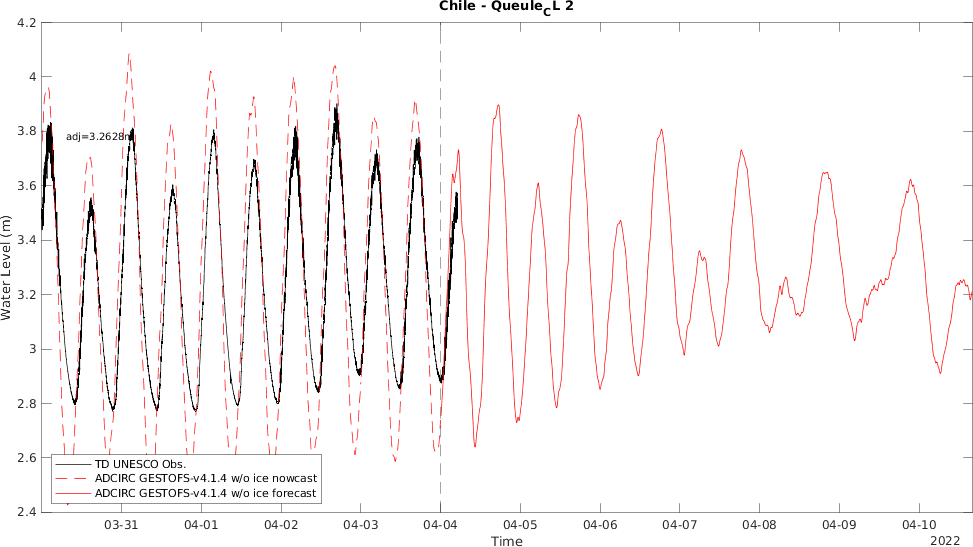 Chile - Queule_CL 2
4.2
4
3.8
3.6
3.4
3.2
3
2.8
2.6
2.4
Water Level (m)
adj=3.2628m
TD UNESCO Obs.
ADCIRC GESTOFS-v4.1.4 w/o ice nowcast
ADCIRC GESTOFS-v4.1.4 w/o ice forecast
03-31 04-01 04-02 04-03 04-04 04-05 04-06 04-07 04-08 04-09 04-10
Time
2022